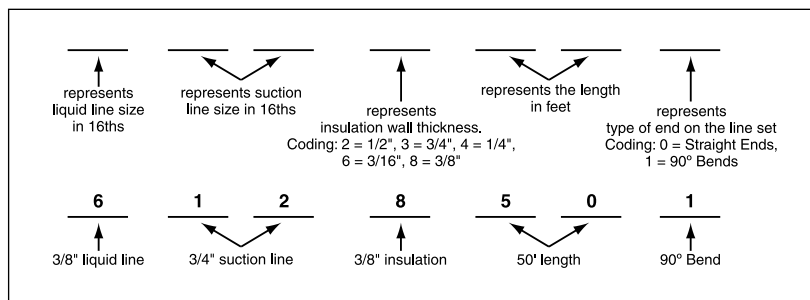 represents
liquid line size
in 16ths
represents suction
line size in 16ths
represents
insulation wall thickness.
Coding: 2 = 1/2", 3 = 3/4", 4 = 1/4",
6 = 3/16", 8 = 3/8"
represents the length
in feet
represents
type of end on the line set
Coding: 0 = Straight Ends,
1 = 90º Bends
6 1 2 8 5 0 1
3/8" liquid line 3/4" suction line 3/8" insulation 50' length 90º Bend